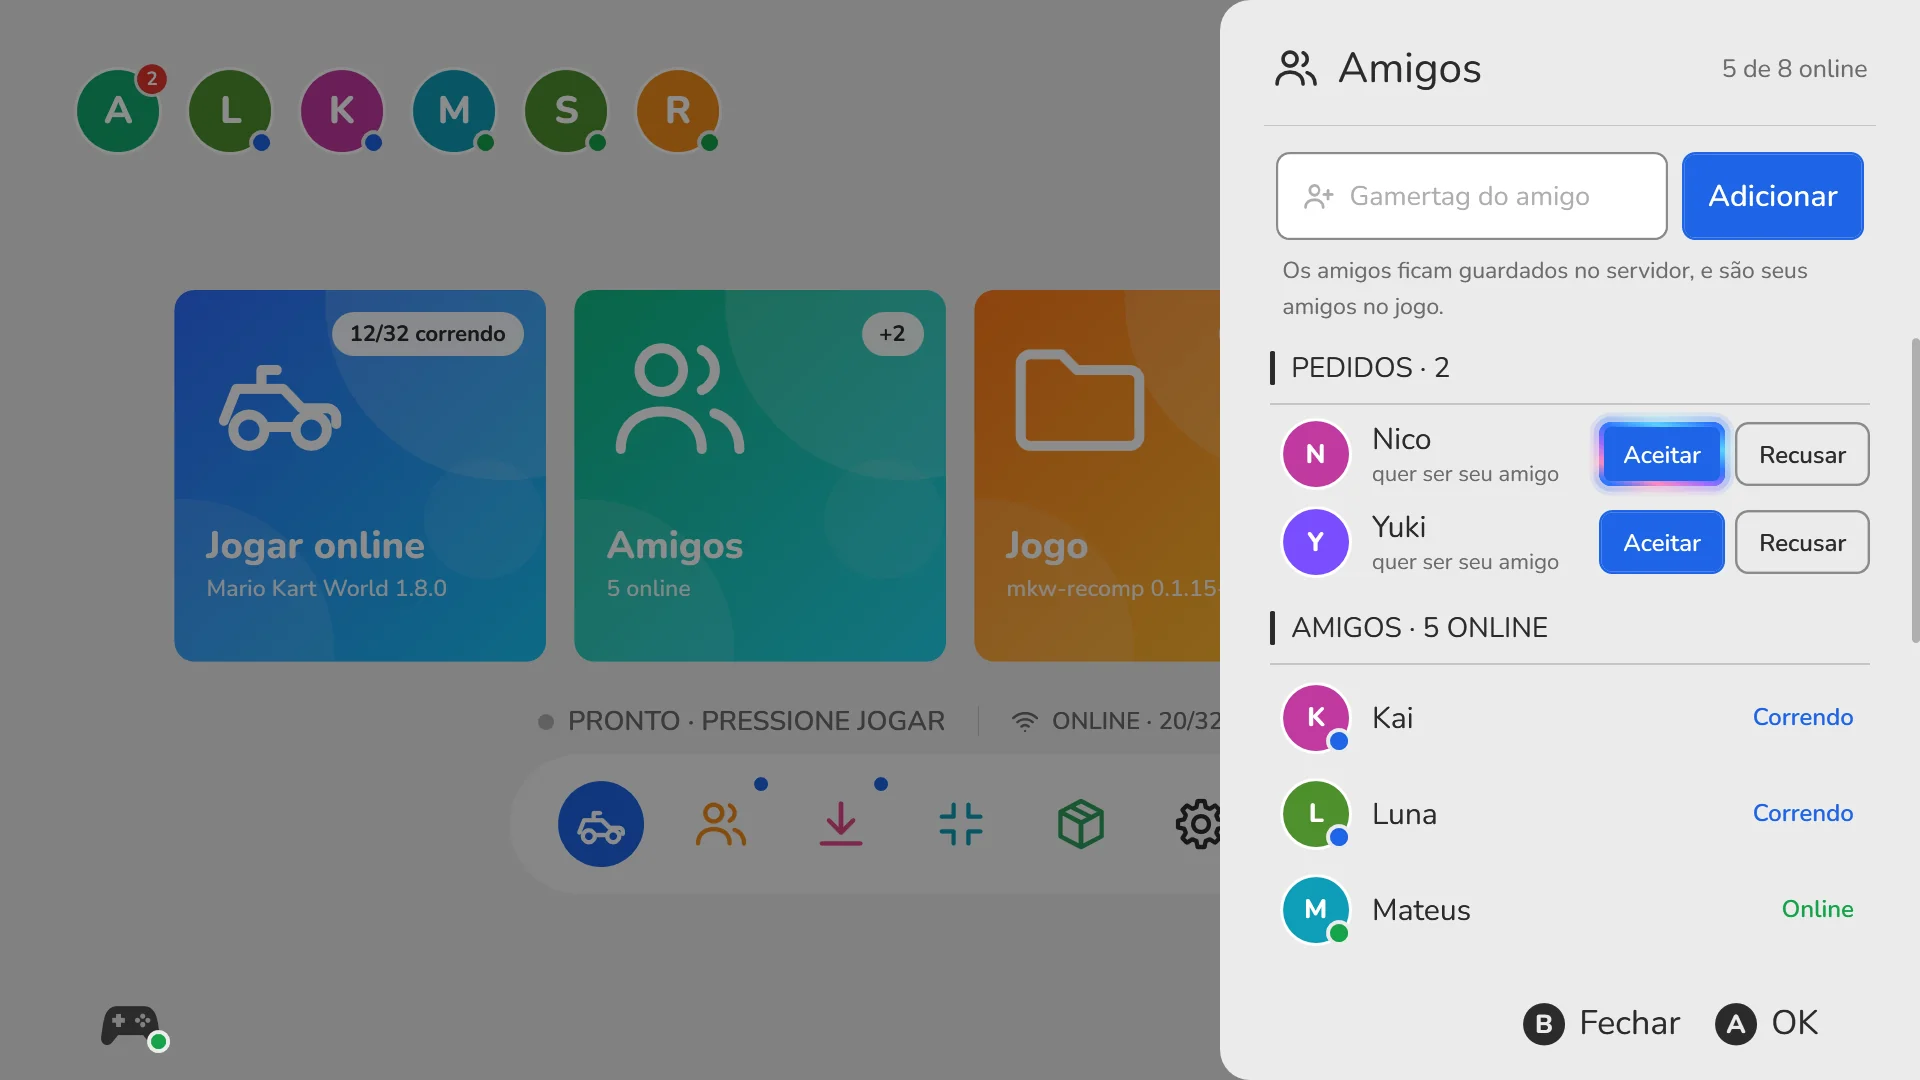 A
2
L
K
M
S
R
12/32 correndo
Jogar online
Mario Kart World 1.8.0
+2
Amigos
5 online
Jogo
mkw-recomp 0.1.15-
PRONTO · PRESSIONE JOGAR
ONLINE · 20/32
Amigos
5 de 8 online
Gamertag do amigo
Adicionar
Os amigos ficam guardados no servidor, e são seus
amigos no jogo.
PEDIDOS · 2
N
Nico
quer ser seu amigo
Aceitar
Recusar
Y
Yuki
quer ser seu amigo
Aceitar
Recusar
AMIGOS · 5 ONLINE
K
Kai
Correndo
L
Luna
Correndo
M
Mateus
Online
B Fechar
A OK